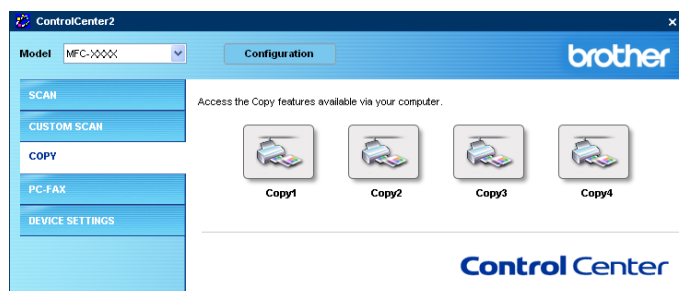 ControlCenter2
Model MFC-XXXX Configuration brother
SCAN
CUSTOM SCAN
COPY
PC-FAX
DEVICE SETTINGS
Access the Copy features available via your computer.
Copy1 Copy2 Copy3 Copy4
Control Center